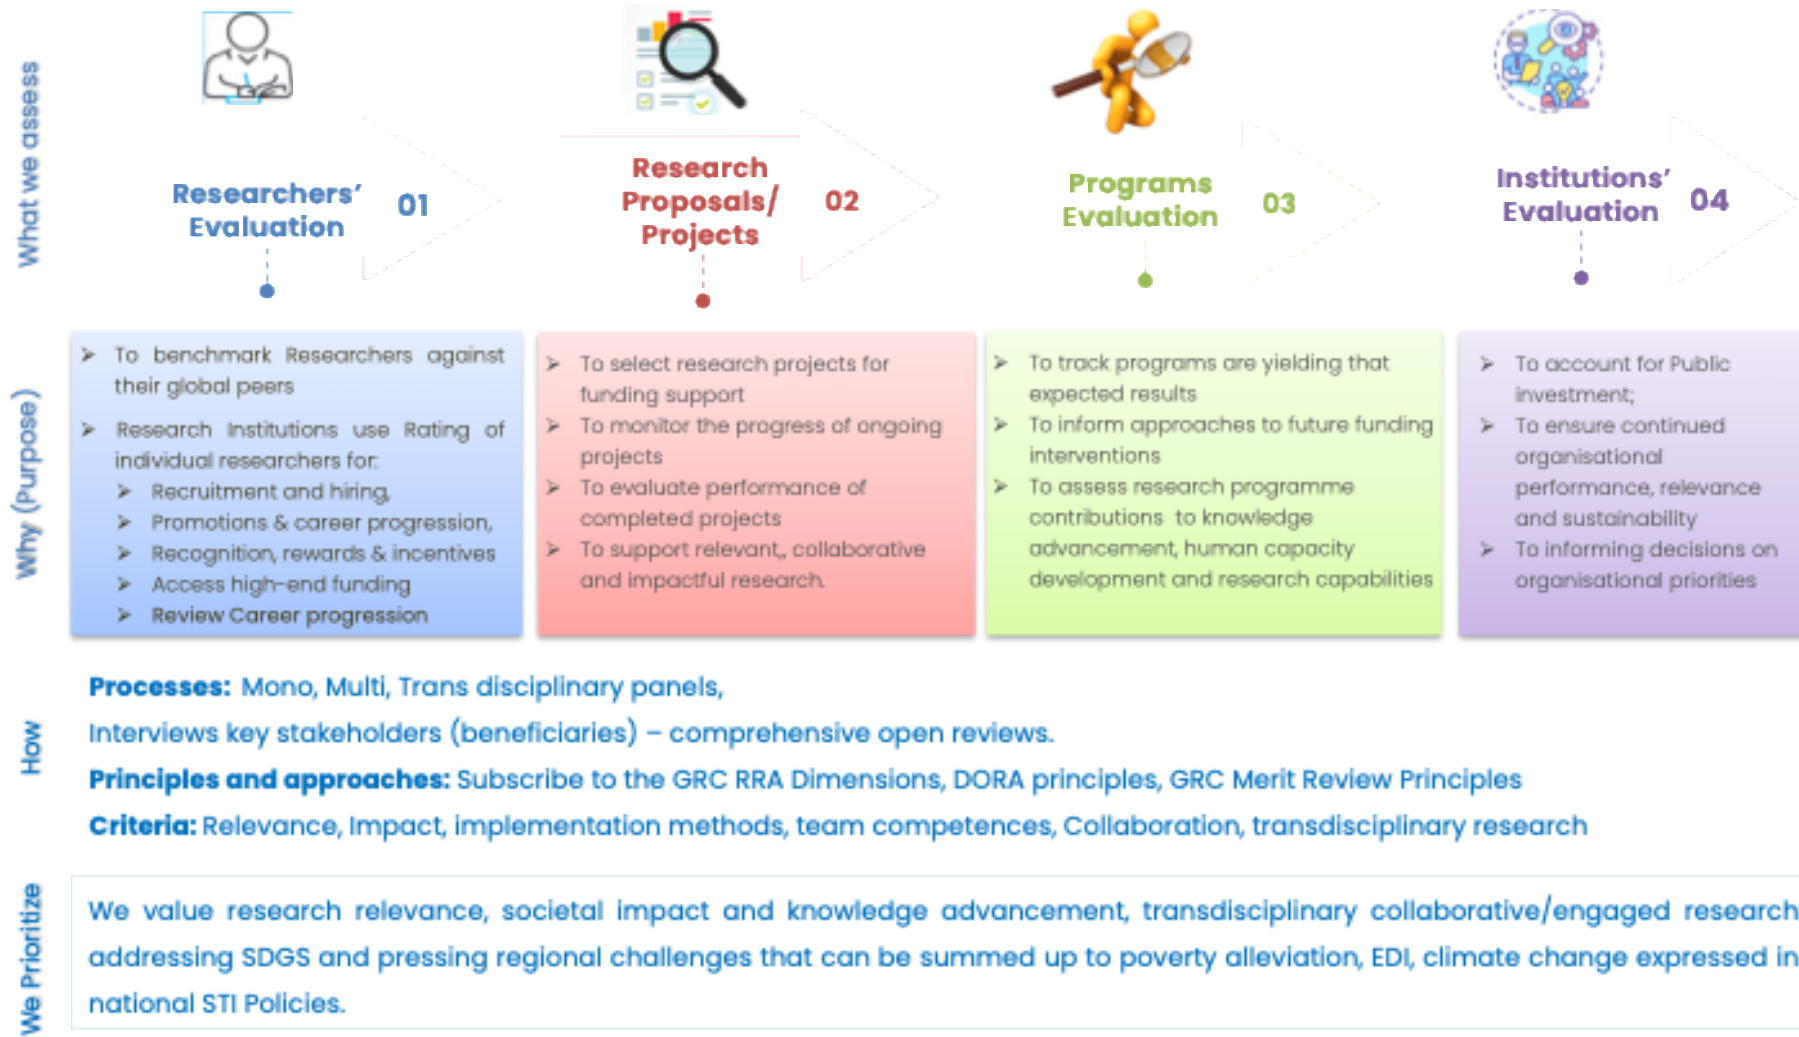 What we assess
Researchers’
Evaluation
01
Research
Proposals/
Projects
02
Programs
Evaluation
03
Institutions’
Evaluation
04
Why (Purpose)
➢ To benchmark Researchers against
their global peers
➢ Research Institutions use Rating of
individual researchers for:
➢ Recruitment and hiring,
➢ Promotions & career progression,
➢ Recognition, rewards & incentives
➢ Access high-end funding
➢ Review Career progression
➢ To select research projects for
funding support
➢ To monitor the progress of ongoing
projects
➢ To evaluate performance of
completed projects
➢ To support relevant,, collaborative
and impactful research.
➢ To track programs are yielding that
expected results
➢ To inform approaches to future funding
interventions
➢ To assess research programme
contributions to knowledge
advancement, human capacity
development and research capabilities
➢ To account for Public
investment;
➢ To ensure continued
organisational
performance, relevance
and sustainability
➢ To informing decisions on
organisational priorities
How
Processes: Mono, Multi, Trans disciplinary panels,
Interviews key stakeholders (beneficiaries) – comprehensive open reviews.
Principles and approaches: Subscribe to the GRC RRA Dimensions, DORA principles, GRC Merit Review Principles
Criteria: Relevance, Impact, implementation methods, team competences, Collaboration, transdisciplinary research
We Prioritize
We value research relevance, societal impact and knowledge advancement, transdisciplinary collaborative/engaged research
addressing SDGS and pressing regional challenges that can be summed up to poverty alleviation, EDI, climate change expressed in
national STI Policies.